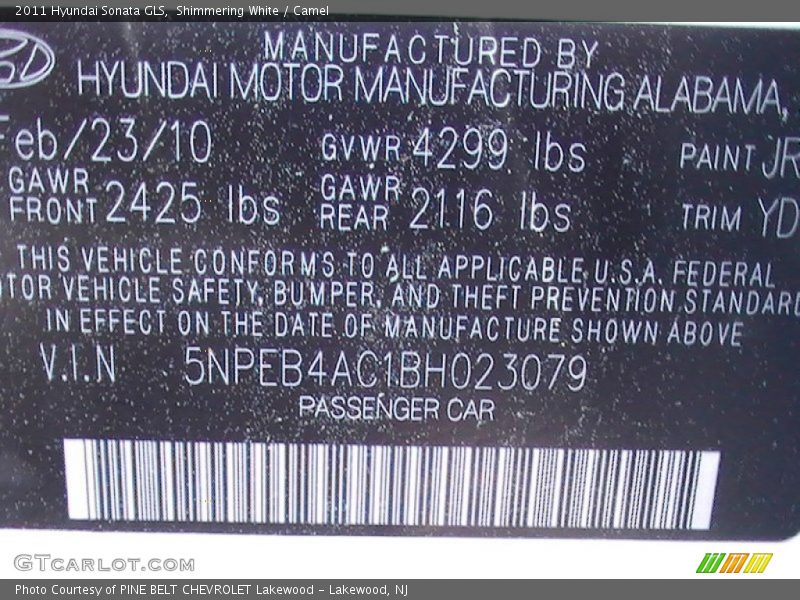 2011 Hyundai Sonata GLS, Shimmering White / Camel
MANUFACTURED BY
HYUNDAI MOTOR MANUFACTURING ALABAMA,
Feb/23/10 GVWR 4299 lbs PAINT JR
GAWR FRONT 2425 lbs GAWR REAR 2116 lbs TRIM YD
THIS VEHICLE CONFORMS TO ALL APPLICABLE U.S.A. FEDERAL
OTOR VEHICLE SAFETY, BUMPER, AND THEFT PREVENTION STANDARD
IN EFFECT ON THE DATE OF MANUFACTURE SHOWN ABOVE
V.I.N 5NPEB4AC1BH023079
PASSENGER CAR
GTCARLOT.COM
Photo Courtesy of PINE BELT CHEVROLET Lakewood - Lakewood, NJ